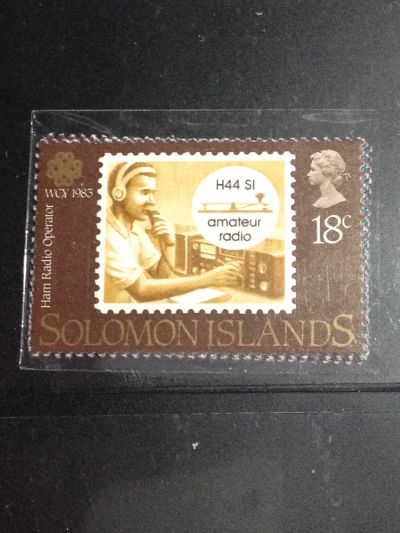 WCY 1983
Ham Radio Operator
H44 SI
amateur
radio
18c
SOLOMON ISLANDS